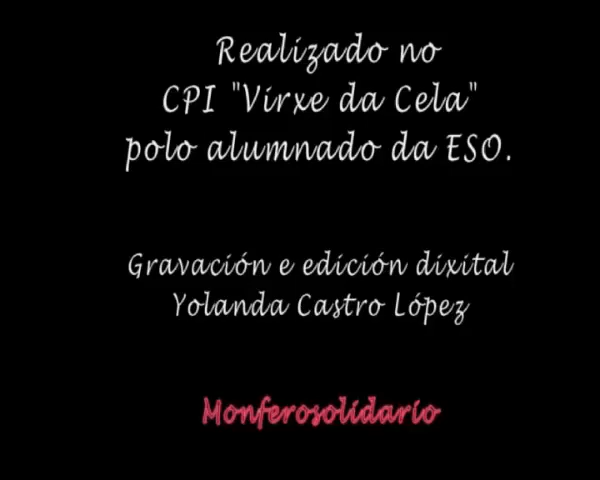 Realizado no
CPI "Virxe da Cela"
polo alumnado da ESO.
Gravación e edición dixital
Yolanda Castro López
Monferosolidario